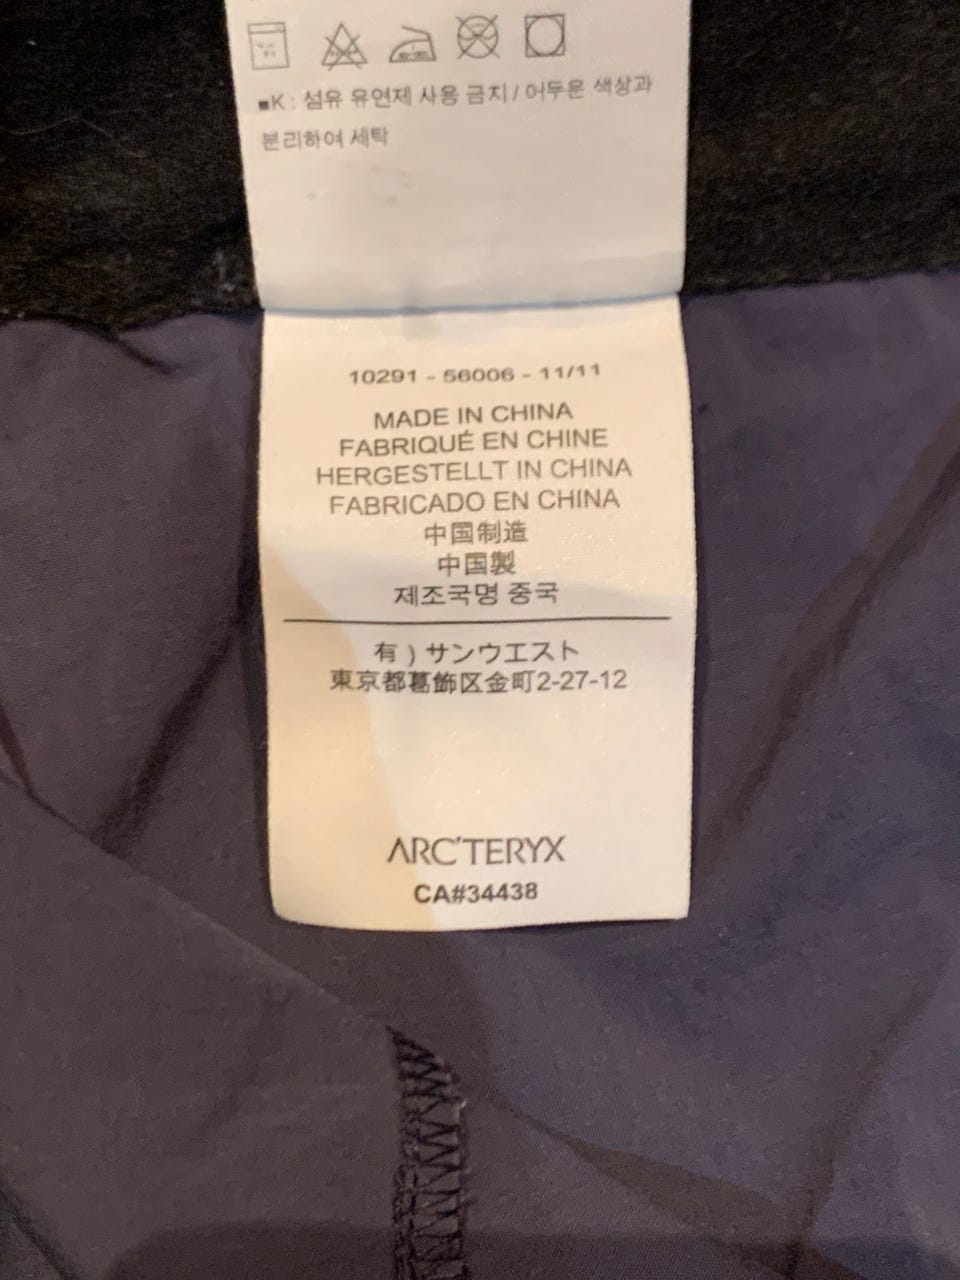 ■K : 섬유 유연제 사용 금지 / 어두운 색상과
분리하여 세탁
10291 - 56006 - 11/11
MADE IN CHINA
FABRIQUÉ EN CHINE
HERGESTELLT IN CHINA
FABRICADO EN CHINA
中国制造
中国製
제조국명 중국
有 ) サンウエスト
東京都葛飾区金町2-27-12
ARC'TERYX
CA#34438